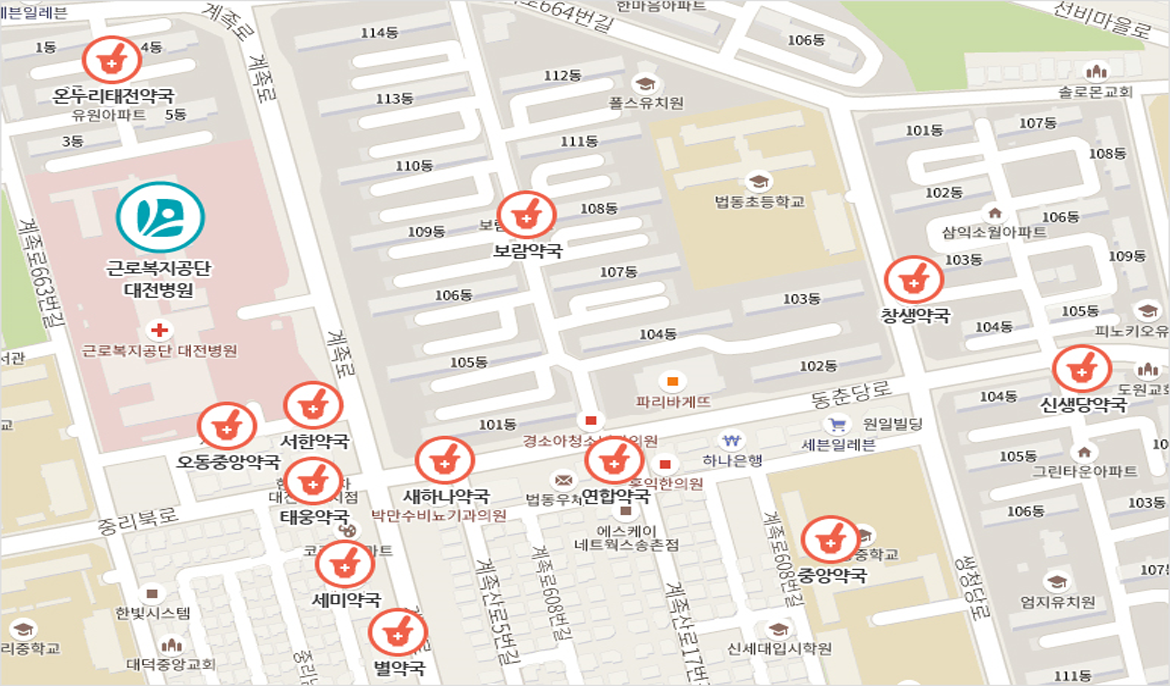 세븐일레븐
계족로
664번길
한마음아파트
선비마을로
1동
4동
114동
106동
계족로
112동
온누리태전약국
유원아파트
5동
113동
폴스유치원
솔로몬교회
3동
111동
101동
107동
110동
108동
법동초등학교
102동
108동
보람약국
109동
106동
삼익소월아파트
계족로663번길
근로복지공단
대전병원
107동
103동
109동
106동
103동
창생약국
105동
104동
104동
피노키오유
근로복지공단 대전병원
계족로
105동
102동
신생당약국
도원교회
파리바게뜨
동춘당로
104동
서한약국
101동
원일빌딩
세븐일레븐
오동중앙약국
하나은행
105동
그린타운아파트
새하나약국
연합약국
홍익한의원
박만수비뇨기과의원
106동
103동
태웅약국
중리북로
에스케이
네트웍스송촌점
중앙약국
계족로608번길
계족로608번길
계족산로5번길
계족산로17번길
쌍청당로
107동
세미약국
한빛시스템
엄지유치원
대덕중앙교회
별약국
신세대입시학원
111동